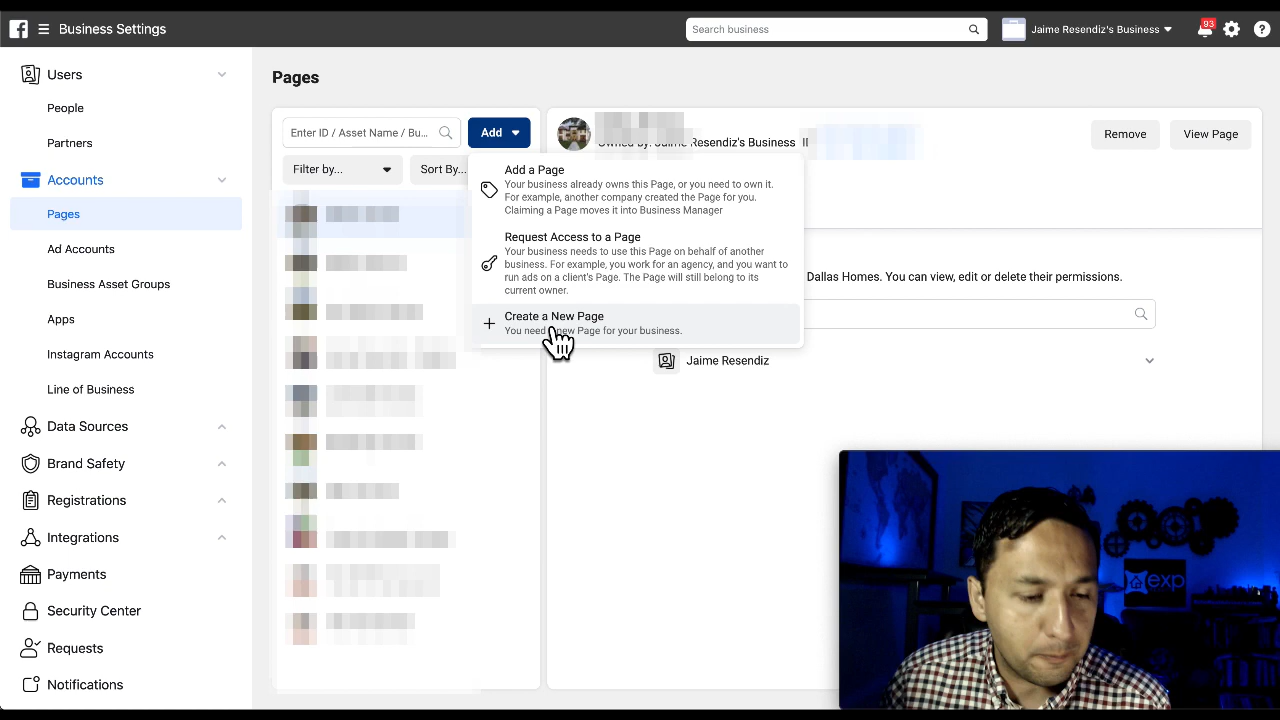 Business Settings
Search business
Jaime Resendiz's Business
93
Users
People
Partners
Accounts
Pages
Ad Accounts
Business Asset Groups
Apps
Instagram Accounts
Line of Business
Data Sources
Brand Safety
Registrations
Integrations
Payments
Security Center
Requests
Notifications
Pages
Enter ID / Asset Name / Bu...
Add
Filter by...
Sort By...
Add a Page
Your business already owns this Page, or you need to own it.
For example, another company created the Page for you.
Claiming a Page moves it into Business Manager
Request Access to a Page
Your business needs to use this Page on behalf of another
business. For example, you work for an agency, and you want to
run ads on a client's Page. The Page will still belong to its
current owner.
Create a New Page
You need new Page for your business.
Owned by: Jaime Resendiz's Business
Remove
View Page
Dallas Homes. You can view, edit or delete their permissions.
Jaime Resendiz
exp